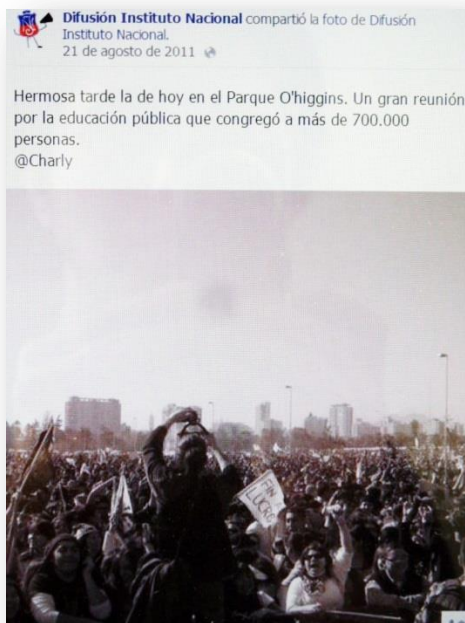 Difusión Instituto Nacional compartió la foto de Difusión
Instituto Nacional.
21 de agosto de 2011
Hermosa tarde la de hoy en el Parque O'higgins. Un gran reunión
por la educación pública que congregó a más de 700.000
personas.
@Charly
FIN
LUCRO